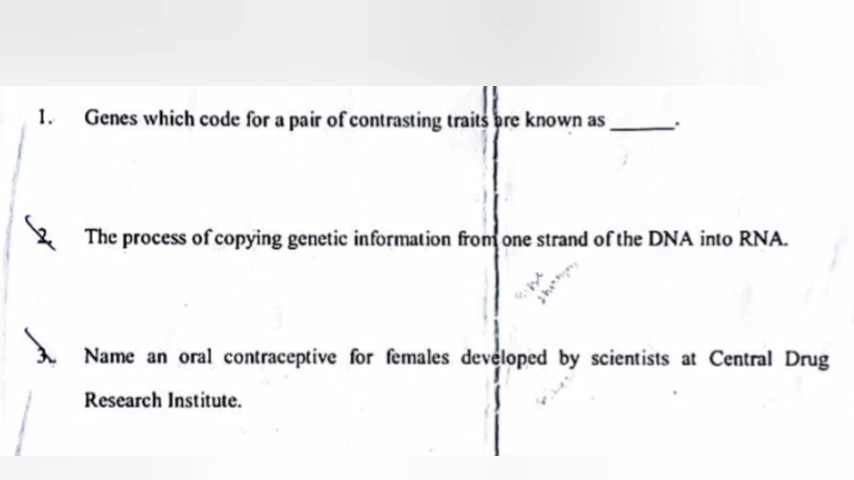 1. Genes which code for a pair of contrasting traits are known as ______.
2. The process of copying genetic information from one strand of the DNA into RNA.
3. Name an oral contraceptive for females developed by scientists at Central Drug
Research Institute.